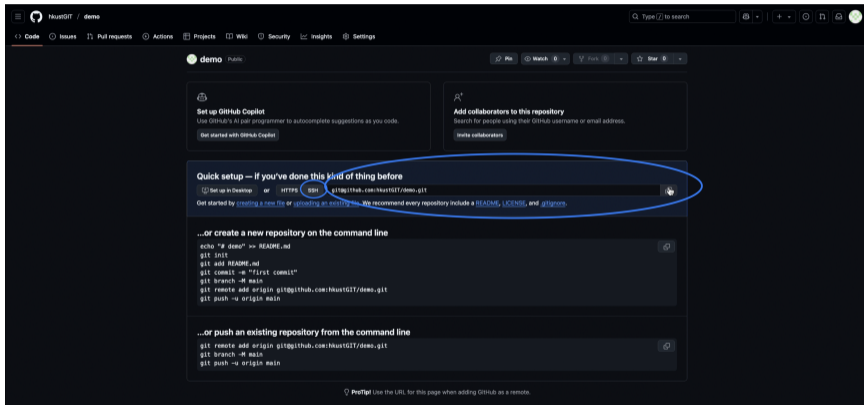 hkustGIT / demo
Type / to search
Code Issues Pull requests Actions Projects Wiki Security Insights Settings
demo Public
Pin Watch 0 Fork 0 Star 0
Set up GitHub Copilot
Use GitHub's AI pair programmer to autocomplete suggestions as you code.
Get started with GitHub Copilot
Add collaborators to this repository
Search for people using their GitHub username or email address.
Invite collaborators
Quick setup — if you've done this kind of thing before
Set up in Desktop or HTTPS SSH git@github.com:hkustGIT/demo.git
Get started by creating a new file or uploading an existing file. We recommend every repository include a README, LICENSE, and .gitignore.
...or create a new repository on the command line
echo "# demo" >> README.md
git init
git add README.md
git commit -m "first commit"
git branch -M main
git remote add origin git@github.com:hkustGIT/demo.git
git push -u origin main
...or push an existing repository from the command line
git remote add origin git@github.com:hkustGIT/demo.git
git branch -M main
git push -u origin main
ProTip! Use the URL for this page when adding GitHub as a remote.